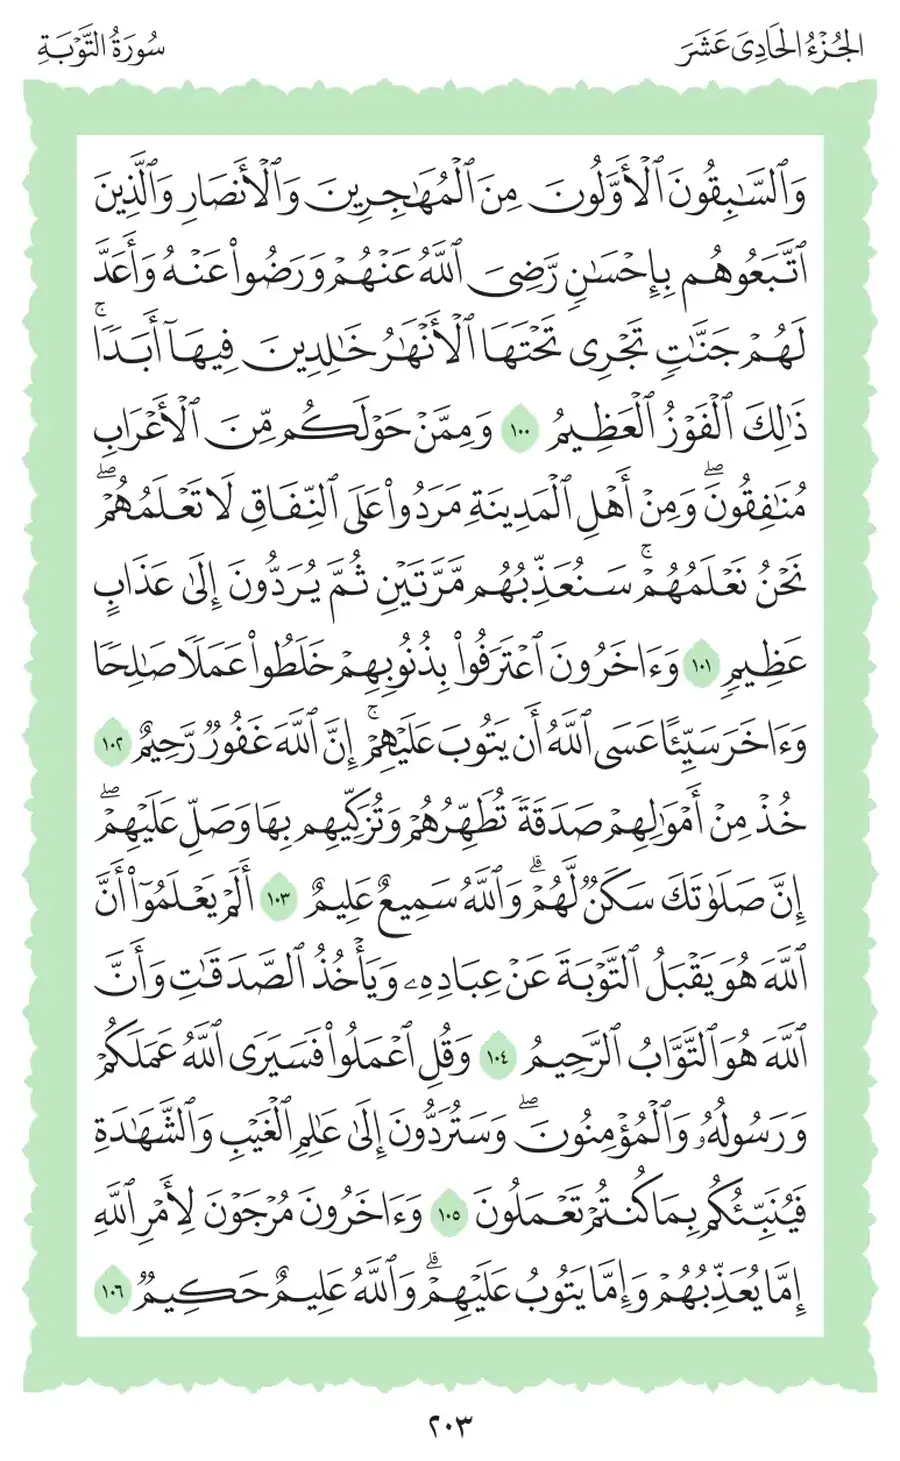 الجُزْءُ الحَادِيَ عَشَرَ
سُورَةُ التَّوْبَةِ
وَٱلسَّٰبِقُونَ ٱلْأَوَّلُونَ مِنَ ٱلْمُهَٰجِرِينَ وَٱلْأَنصَارِ وَٱلَّذِينَ
ٱتَّبَعُوهُم بِإِحْسَٰنٍ رَّضِىَ ٱللَّهُ عَنْهُمْ وَرَضُوا۟ عَنْهُ وَأَعَدَّ
لَهُمْ جَنَّٰتٍ تَجْرِى تَحْتَهَا ٱلْأَنْهَٰرُ خَٰلِدِينَ فِيهَآ أَبَدًا ۚ
ذَٰلِكَ ٱلْفَوْزُ ٱلْعَظِيمُ ١٠٠ وَمِمَّنْ حَوْلَكُم مِّنَ ٱلْأَعْرَابِ
مُنَٰفِقُونَ ۖ وَمِنْ أَهْلِ ٱلْمَدِينَةِ مَرَدُوا۟ عَلَى ٱلنِّفَاقِ لَا تَعْلَمُهُمْ ۖ
نَحْنُ نَعْلَمُهُمْ ۚ سَنُعَذِّبُهُم مَّرَّتَيْنِ ثُمَّ يُرَدُّونَ إِلَىٰ عَذَابٍ
عَظِيمٍ ١٠١ وَءَاخَرُونَ ٱعْتَرَفُوا۟ بِذُنُوبِهِمْ خَلَطُوا۟ عَمَلًا صَٰلِحًا
وَءَاخَرَ سَيِّئًا عَسَى ٱللَّهُ أَن يَتُوبَ عَلَيْهِمْ ۚ إِنَّ ٱللَّهَ غَفُورٌ رَّحِيمٌ ١٠٢
خُذْ مِنْ أَمْوَٰلِهِمْ صَدَقَةً تُطَهِّرُهُمْ وَتُزَكِّيهِم بِهَا وَصَلِّ عَلَيْهِمْ ۖ
إِنَّ صَلَوٰتَكَ سَكَنٌ لَّهُمْ ۗ وَٱللَّهُ سَمِيعٌ عَلِيمٌ ١٠٣ أَلَمْ يَعْلَمُوٓا۟ أَنَّ
ٱللَّهَ هُوَ يَقْبَلُ ٱلتَّوْبَةَ عَنْ عِبَادِهِۦ وَيَأْخُذُ ٱلصَّدَقَٰتِ وَأَنَّ
ٱللَّهَ هُوَ ٱلتَّوَّابُ ٱلرَّحِيمُ ١٠٤ وَقُلِ ٱعْمَلُوا۟ فَسَيَرَى ٱللَّهُ عَمَلَكُمْ
وَرَسُولُهُۥ وَٱلْمُؤْمِنُونَ ۖ وَسَتُرَدُّونَ إِلَىٰ عَٰلِمِ ٱلْغَيْبِ وَٱلشَّهَٰدَةِ
فَيُنَبِّئُكُم بِمَا كُنتُمْ تَعْمَلُونَ ١٠٥ وَءَاخَرُونَ مُرْجَوْنَ لِأَمْرِ ٱللَّهِ
إِمَّا يُعَذِّبُهُمْ وَإِمَّا يَتُوبُ عَلَيْهِمْ ۗ وَٱللَّهُ عَلِيمٌ حَكِيمٌ ١٠٦
٢٠٣